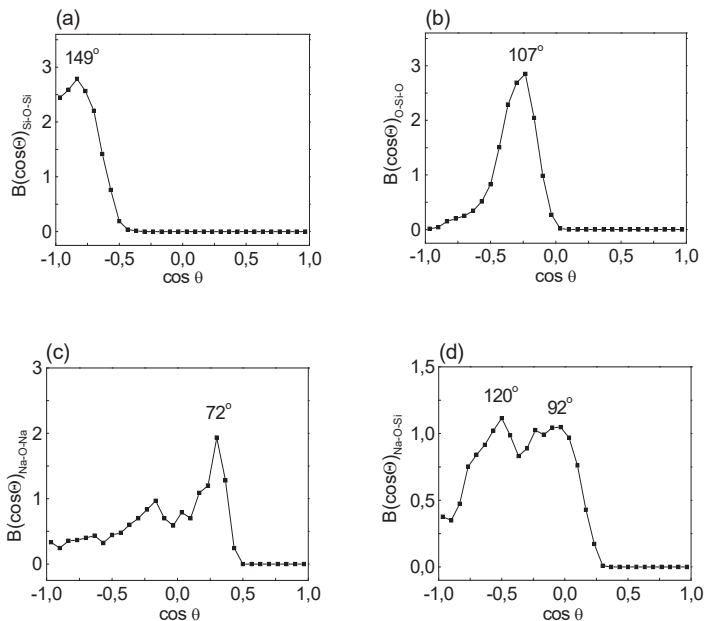 (a)
149°
B(cosΘ)Si-O-Si
3
2
1
0
-1,0 -0,5 0,0 0,5 1,0
cos θ
(b)
107°
B(cosΘ)O-Si-O
3
2
1
0
-1,0 -0,5 0,0 0,5 1,0
cos θ
(c)
72°
B(cosΘ)Na-O-Na
3
2
1
0
-1,0 -0,5 0,0 0,5 1,0
cos θ
(d)
120° 92°
B(cosΘ)Na-O-Si
1,5
1,0
0,5
0,0
-1,0 -0,5 0,0 0,5 1,0
cos θ